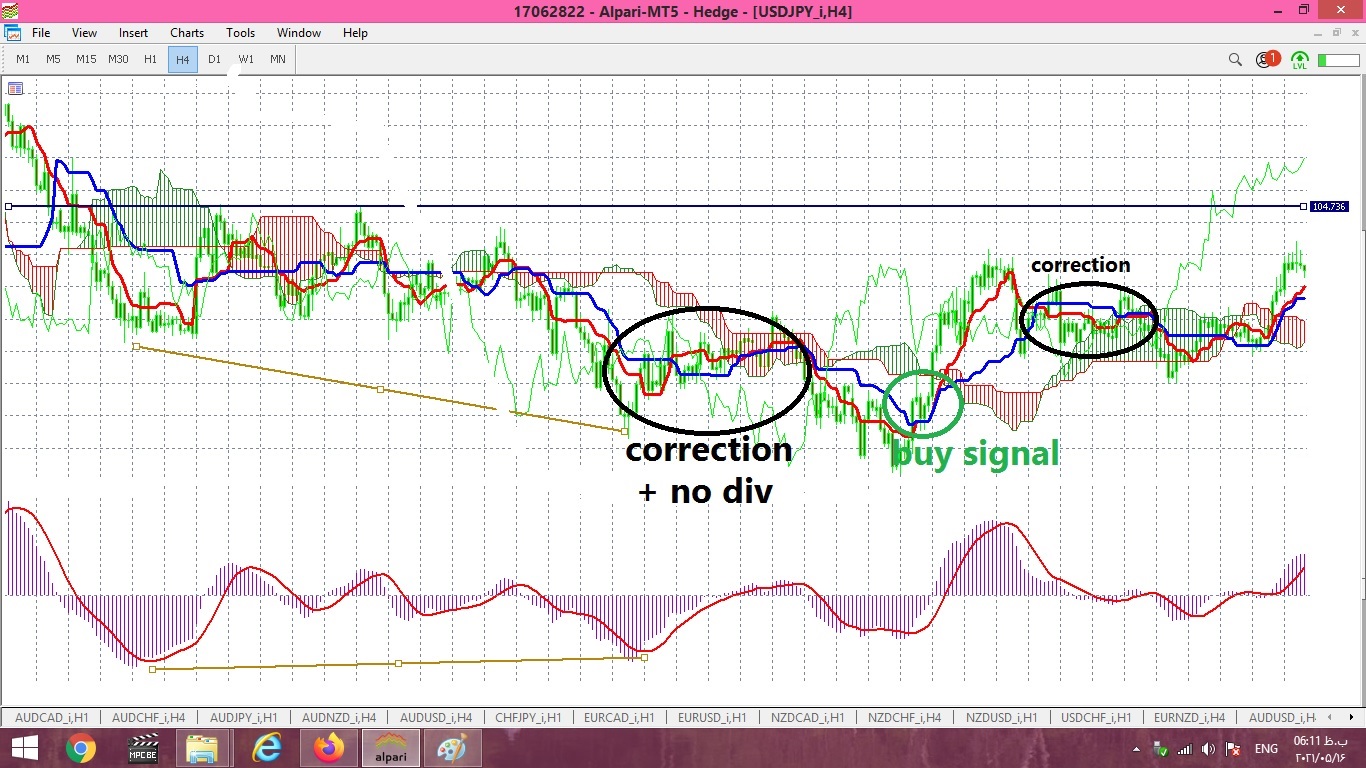 17062822 - Alpari-MT5 - Hedge - [USDJPY_i,H4]
File View Insert Charts Tools Window Help
M1 M5 M15 M30 H1 H4 D1 W1 MN
1
LVL
104.736
correction
correction
+ no div
buy signal
AUDCAD_i,H1 AUDCHF_i,H4 AUDJPY_i,H1 AUDNZD_i,H4 AUDUSD_i,H4 CHFJPY_i,H1 EURCAD_i,H1 EURUSD_i,H1 NZDCAD_i,H1 NZDCHF_i,H4 NZDUSD_i,H1 USDCHF_i,H1 EURNZD_i,H4 AUDUSD_i,H
MPC BE
alpari
ENG
06:11 ب.ظ
۲۰۲۱/۰۵/۱۶